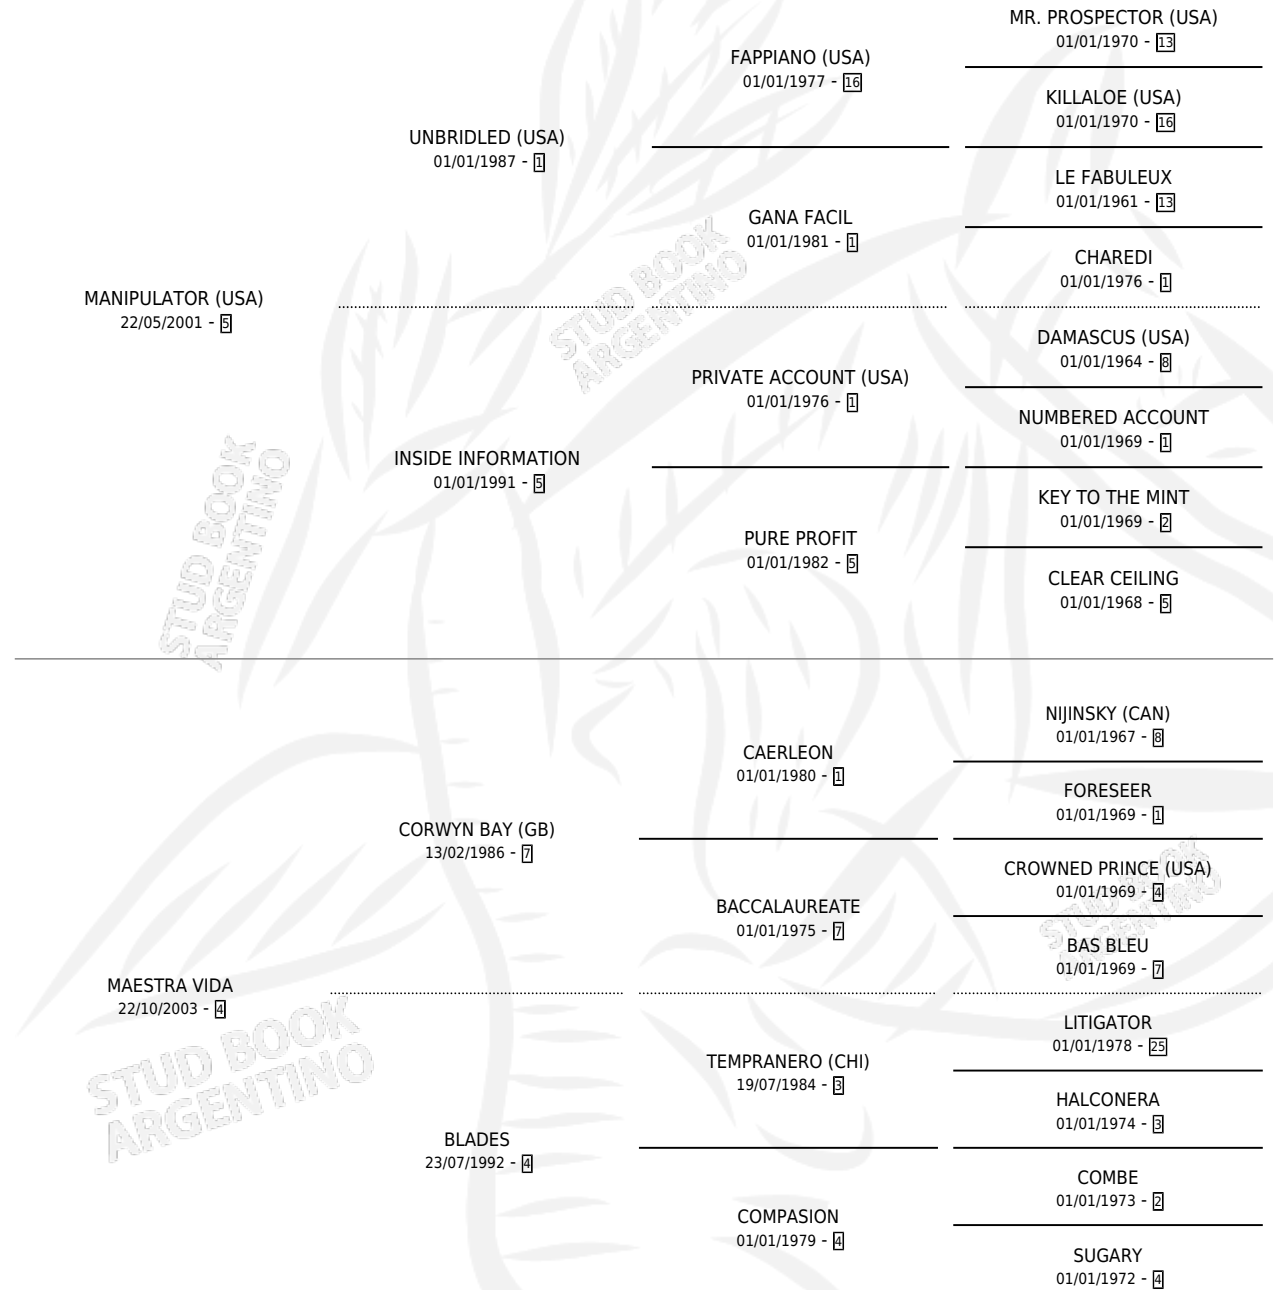 MR. PROSPECTOR (USA)
01/01/1970 - 13
FAPPIANO (USA)
01/01/1977 - 16
KILLALOE (USA)
01/01/1970 - 16
UNBRIDLED (USA)
01/01/1987 - 1
LE FABULEUX
01/01/1961 - 13
GANA FACIL
01/01/1981 - 1
CHAREDI
01/01/1976 - 1
MANIPULATOR (USA)
22/05/2001 - 5
DAMASCUS (USA)
01/01/1964 - 8
PRIVATE ACCOUNT (USA)
01/01/1976 - 1
NUMBERED ACCOUNT
01/01/1969 - 1
INSIDE INFORMATION
01/01/1991 - 5
KEY TO THE MINT
01/01/1969 - 2
PURE PROFIT
01/01/1982 - 5
CLEAR CEILING
01/01/1968 - 5
STUD BOOK
ARGENTINO
STUD BOOK
ARGENTINO
NIJINSKY (CAN)
01/01/1967 - 8
CAERLEON
01/01/1980 - 1
FORESEER
01/01/1969 - 1
CORWYN BAY (GB)
13/02/1986 - 7
CROWNED PRINCE (USA)
01/01/1969 - 4
BACCALAUREATE
01/01/1975 - 7
BAS BLEU
01/01/1969 - 7
MAESTRA VIDA
22/10/2003 - 4
LITIGATOR
01/01/1978 - 25
TEMPRANERO (CHI)
19/07/1984 - 3
HALCONERA
01/01/1974 - 3
BLADES
23/07/1992 - 4
COMBE
01/01/1973 - 2
COMPASION
01/01/1979 - 4
SUGARY
01/01/1972 - 4
STUD BOOK
ARGENTINO
STUD BOOK
ARGENTINO